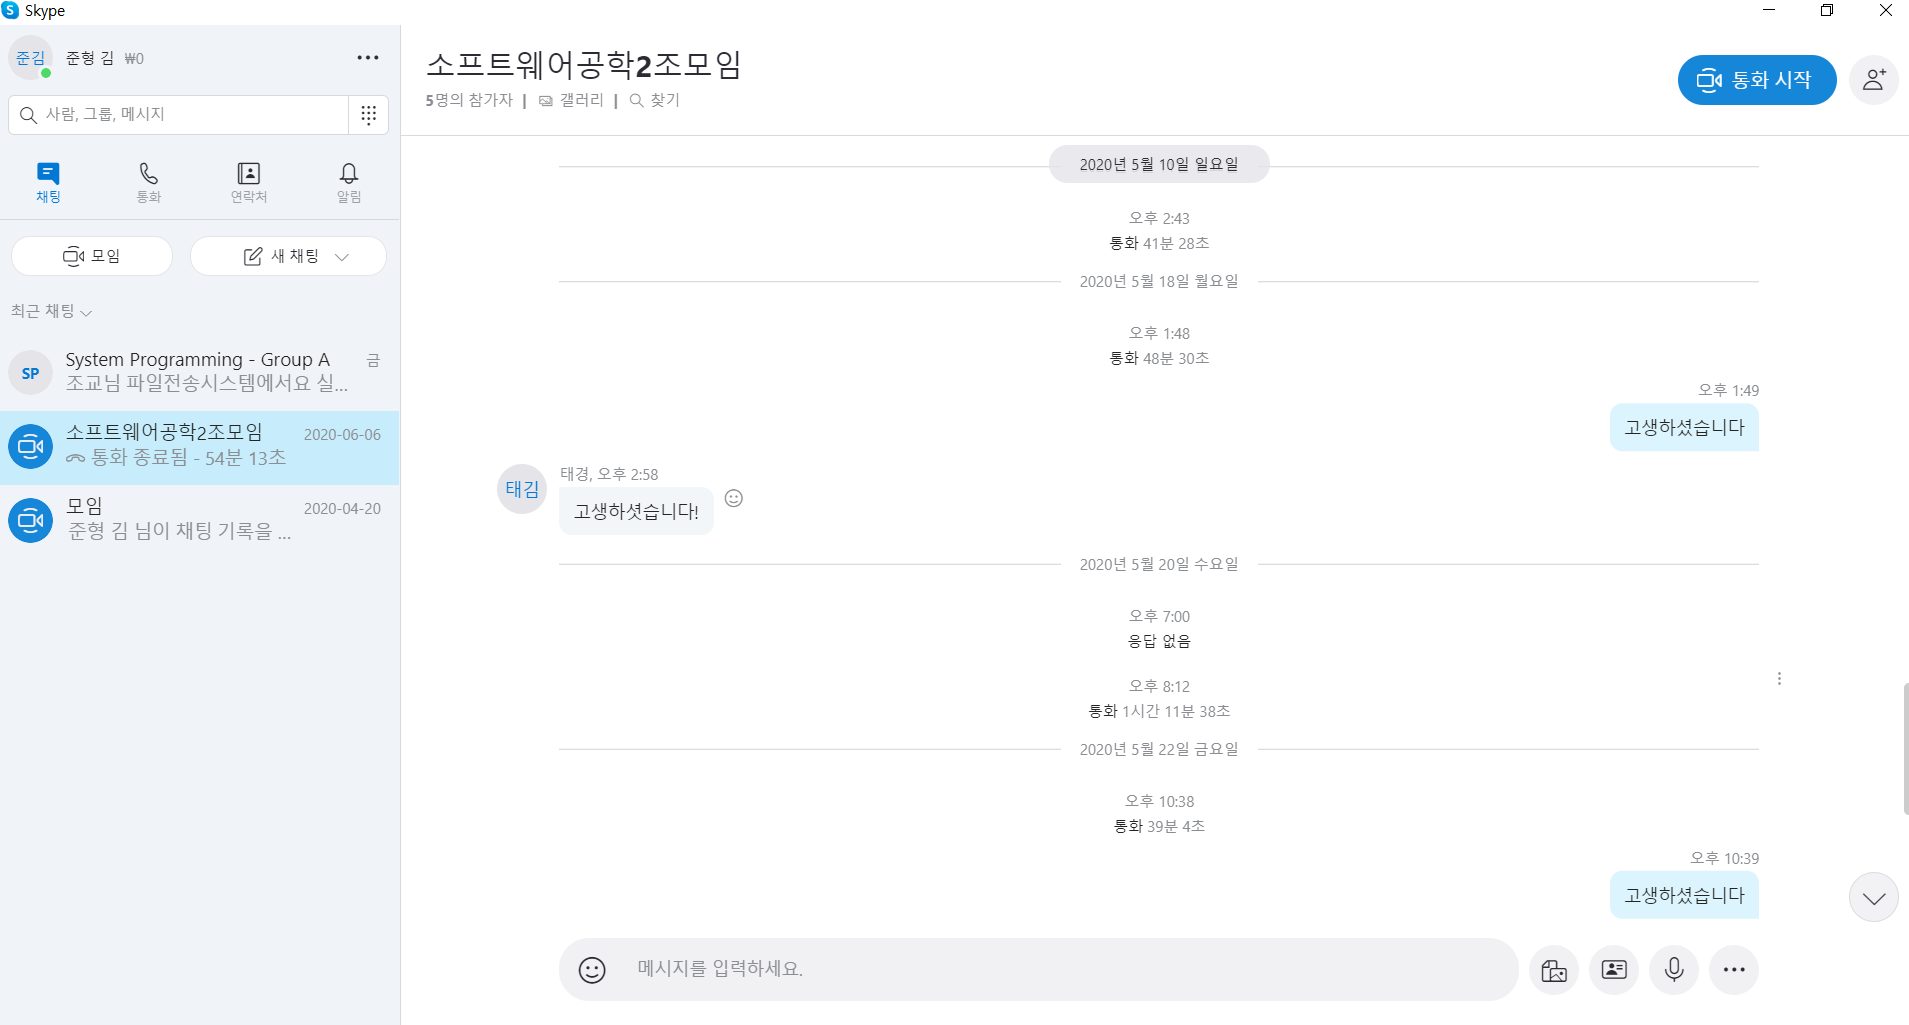 Skype
준김 준형 김 ₩0
사람, 그룹, 메시지
채팅 통화 연락처 알림
모임 새 채팅
최근 채팅
SP System Programming - Group A 금
조교님 파일전송시스템에서요 실...
소프트웨어공학2조모임 2020-06-06
통화 종료됨 - 54분 13초
모임 2020-04-20
준형 김 님이 채팅 기록을 ...
소프트웨어공학2조모임
5명의 참가자 | 갤러리 | 찾기
통화 시작
2020년 5월 10일 일요일
오후 2:43
통화 41분 28초
2020년 5월 18일 월요일
오후 1:48
통화 48분 30초
오후 1:49
고생하셨습니다
태김 태경, 오후 2:58
고생하셧습니다!
2020년 5월 20일 수요일
오후 7:00
응답 없음
오후 8:12
통화 1시간 11분 38초
2020년 5월 22일 금요일
오후 10:38
통화 39분 4초
오후 10:39
고생하셨습니다
메시지를 입력하세요.